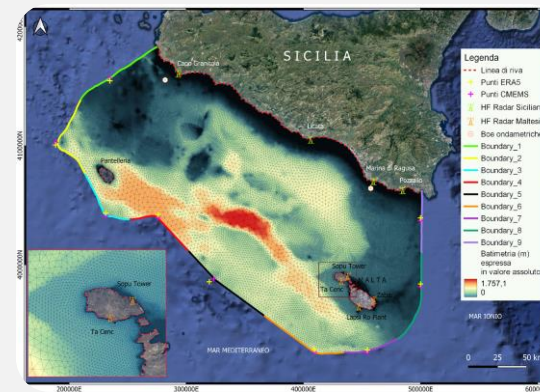 SICILIA
Capo Granitola
Licata
Marina di Ragusa
Pozzallo
Pantelleria
Sopu Tower
MALTA
Ta Cenc
Sopu Tower
Ta Cenc
MAR MEDITERRANEO
MAR IONIO
Legenda
Linea di riva
Punti ERA5
Punti CMEMS
HF Radar Siciliani
HF Radar Maltesi
Boe ondametriche
Boundary_1
Boundary_2
Boundary_3
Boundary_4
Boundary_5
Boundary_6
Boundary_7
Boundary_8
Boundary_9
Batimetria (m)
espressa
in valore assoluto
1.757,1
0
0 25 50 km
4100000N
4000000N
200000E
300000E
400000E
500000E